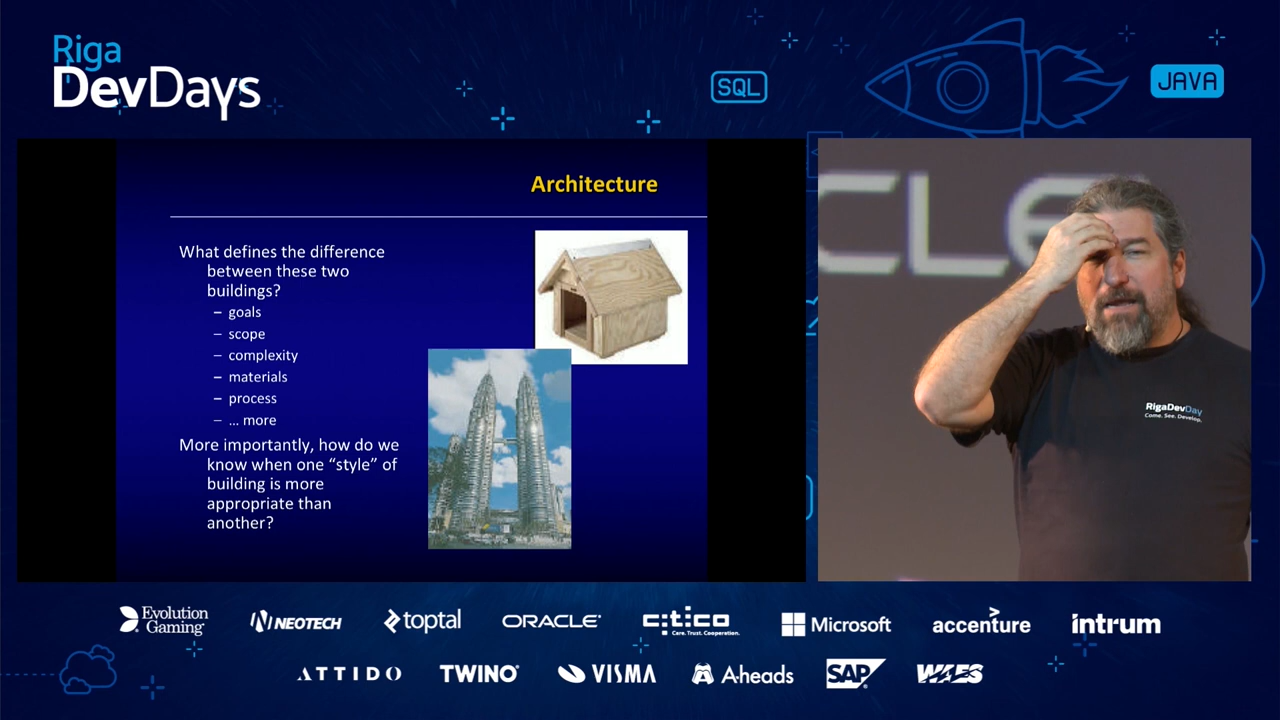 Riga
DevDays
SQL
JAVA
Architecture
What defines the difference
between these two
buildings?
– goals
– scope
– complexity
– materials
– process
– … more
More importantly, how do we
know when one “style” of
building is more
appropriate than
another?
CLE
RigaDevDay
Come. See. Develop.
Evolution
Gaming
NEOTECH
toptal
ORACLE
citico
Care. Trust. Cooperation.
Microsoft
accenture
intrum
ATTIDO
TWINO
VISMA
A-heads
SAP
WAES